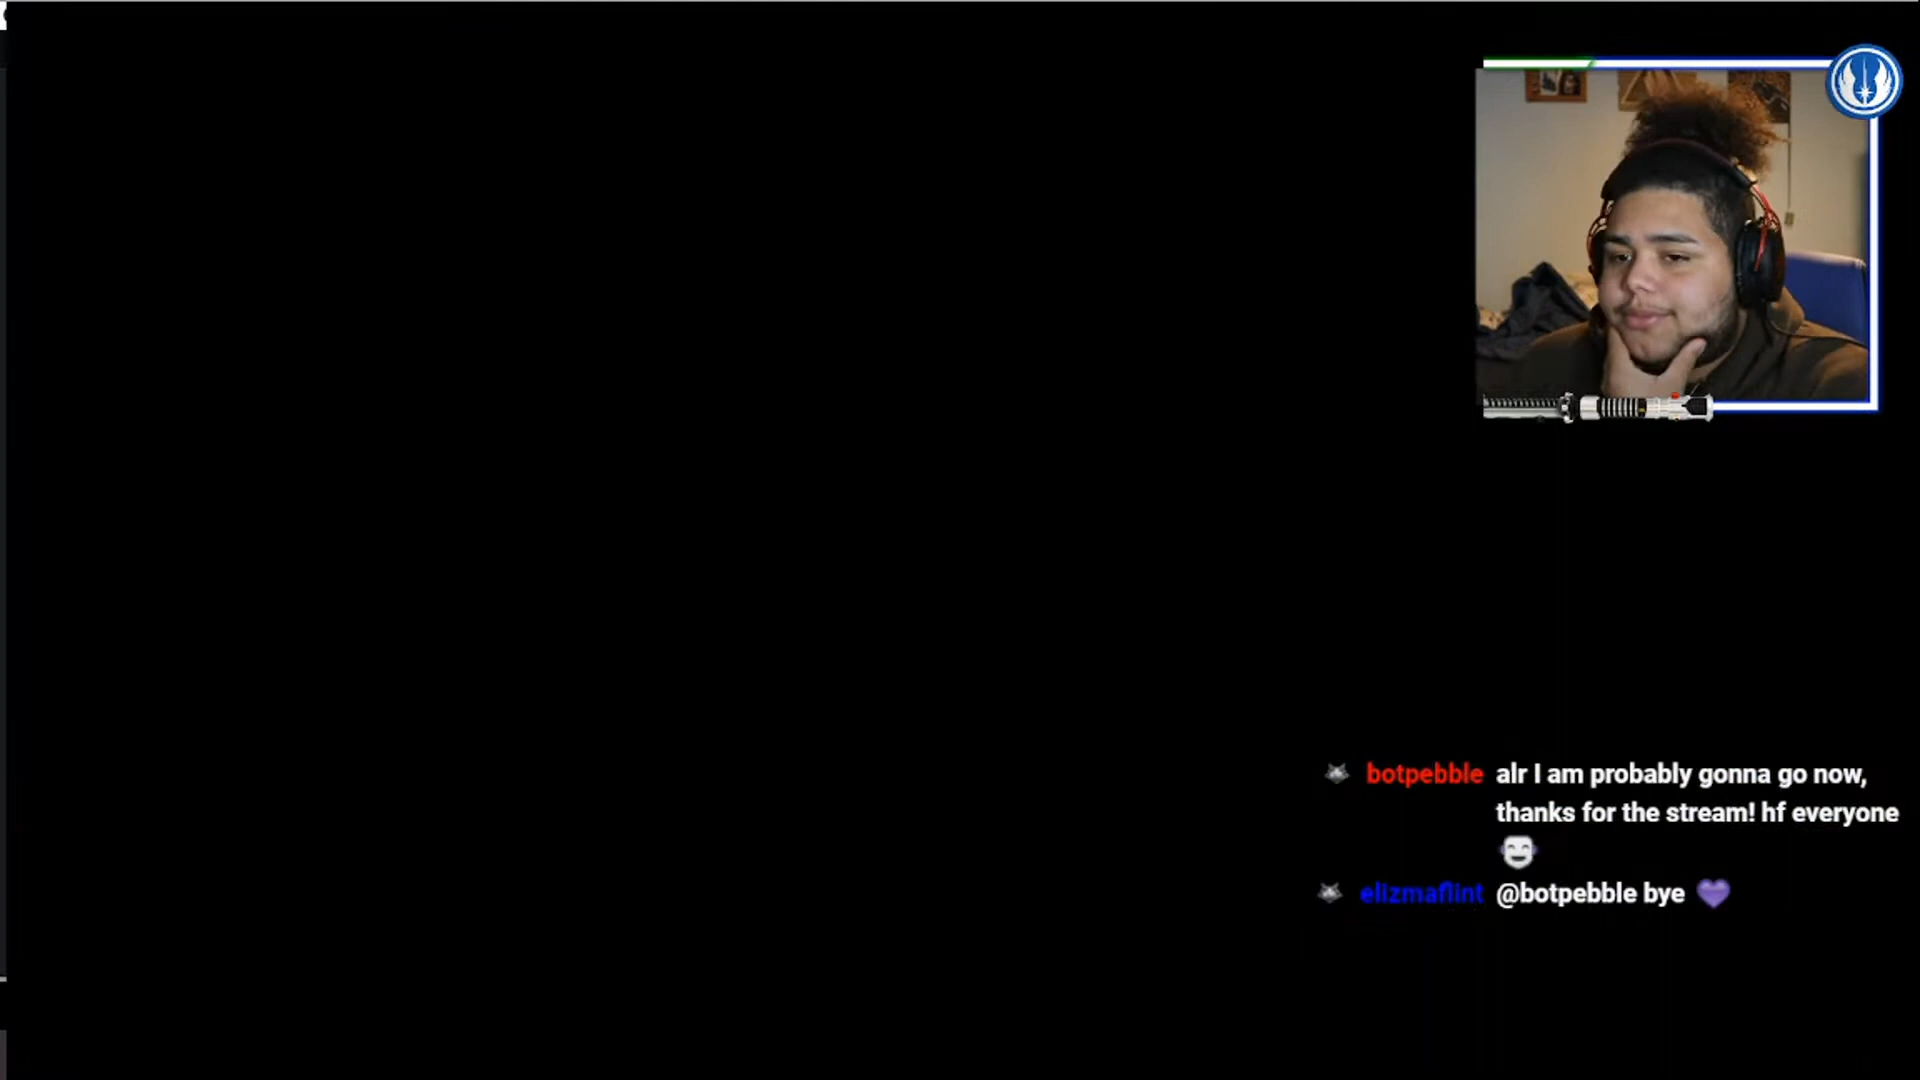 botpebble alr I am probably gonna go now,
thanks for the stream! hf everyone
elizmaflint @botpebble bye